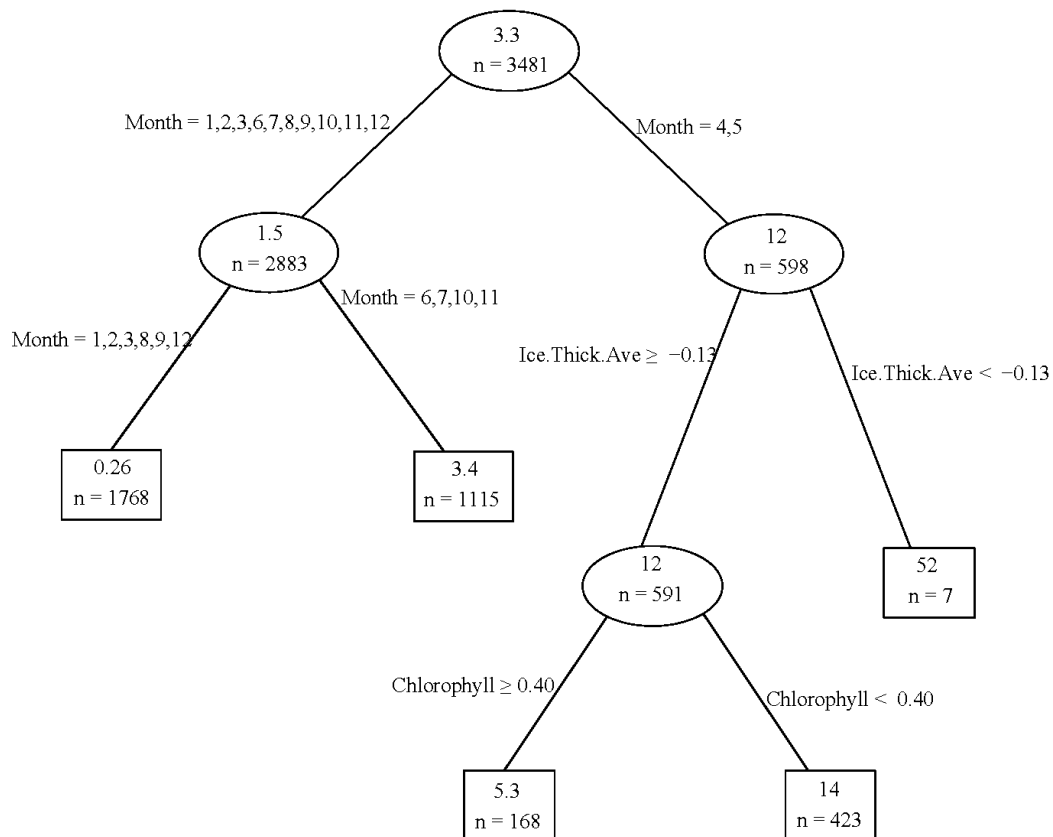 3.3
n = 3481
Month = 1,2,3,6,7,8,9,10,11,12
Month = 4,5
1.5
n = 2883
12
n = 598
Month = 1,2,3,8,9,12
Month = 6,7,10,11
Ice.Thick.Ave ≥ −0.13
Ice.Thick.Ave < −0.13
0.26
n = 1768
3.4
n = 1115
12
n = 591
52
n = 7
Chlorophyll ≥ 0.40
Chlorophyll < 0.40
5.3
n = 168
14
n = 423